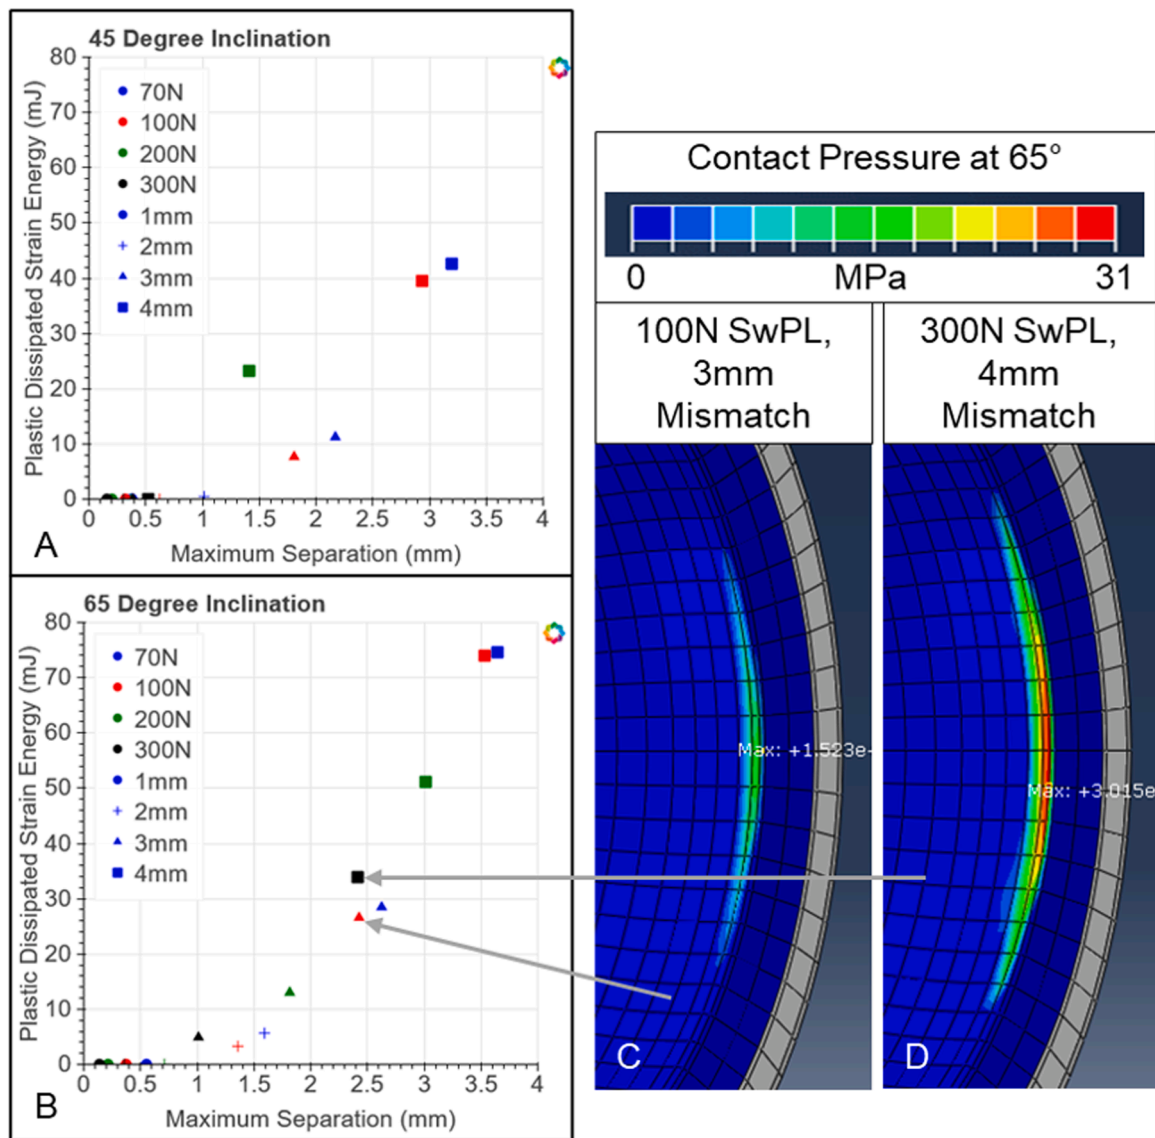 45 Degree Inclination
Plastic Dissipated Strain Energy (mJ)
80
70
60
50
40
30
20
10
0
70N
100N
200N
300N
1mm
2mm
3mm
4mm
0 0.5 1 1.5 2 2.5 3 3.5 4
A
Maximum Separation (mm)
65 Degree Inclination
Plastic Dissipated Strain Energy (mJ)
80
70
60
50
40
30
20
10
0
70N
100N
200N
300N
1mm
2mm
3mm
4mm
0 0.5 1 1.5 2 2.5 3 3.5 4
B
Maximum Separation (mm)
Contact Pressure at 65°
0 MPa 31
100N SwPL,
3mm
Mismatch
Max: +1.523e-
C
300N SwPL,
4mm
Mismatch
Max: +3.015e
D